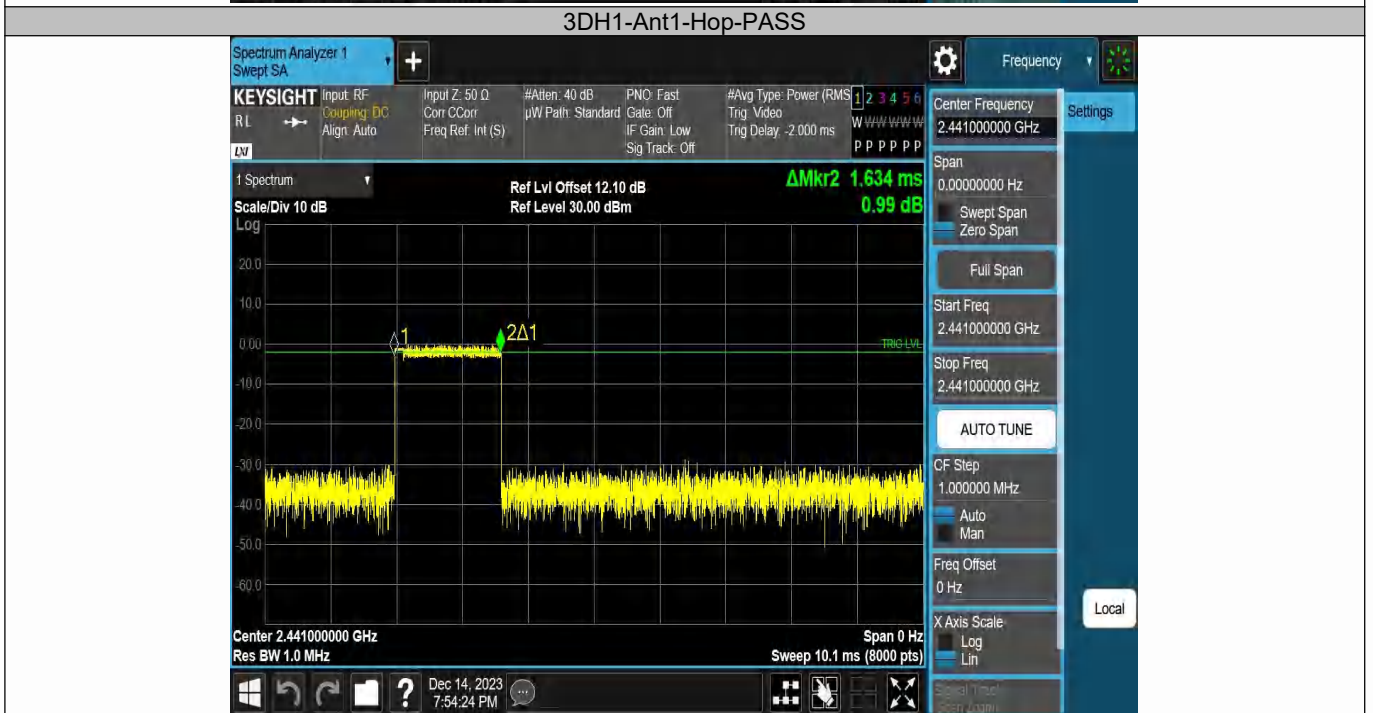 3DH1-Ant1-Hop-PASS
Spectrum Analyzer 1
Swept SA
Frequency
KEYSIGHT
RL
LXI
Input: RF
Coupling: DC
Align: Auto
Input Z: 50 Ω
Corr CCorr
Freq Ref: Int (S)
#Atten: 40 dB
µW Path: Standard
PNO: Fast
Gate: Off
IF Gain: Low
Sig Track: Off
#Avg Type: Power (RMS
Trig: Video
Trig Delay: -2.000 ms
1 2 3 4 5 6
W W W W W W
P P P P P P
Center Frequency
2.441000000 GHz
Settings
Span
0.00000000 Hz
Swept Span
Zero Span
Full Span
Start Freq
2.441000000 GHz
Stop Freq
2.441000000 GHz
AUTO TUNE
CF Step
1.000000 MHz
Auto
Man
Freq Offset
0 Hz
X Axis Scale
Log
Lin
Local
1 Spectrum
Scale/Div 10 dB
Log
Ref Lvl Offset 12.10 dB
Ref Level 30.00 dBm
ΔMkr2 1.634 ms
0.99 dB
20.0
10.0
0.00
-10.0
-20.0
-30.0
-40.0
-50.0
-60.0
1
2Δ1
TRIG LVL
Center 2.441000000 GHz
Res BW 1.0 MHz
Span 0 Hz
Sweep 10.1 ms (8000 pts)
?
Dec 14, 2023
7:54:24 PM